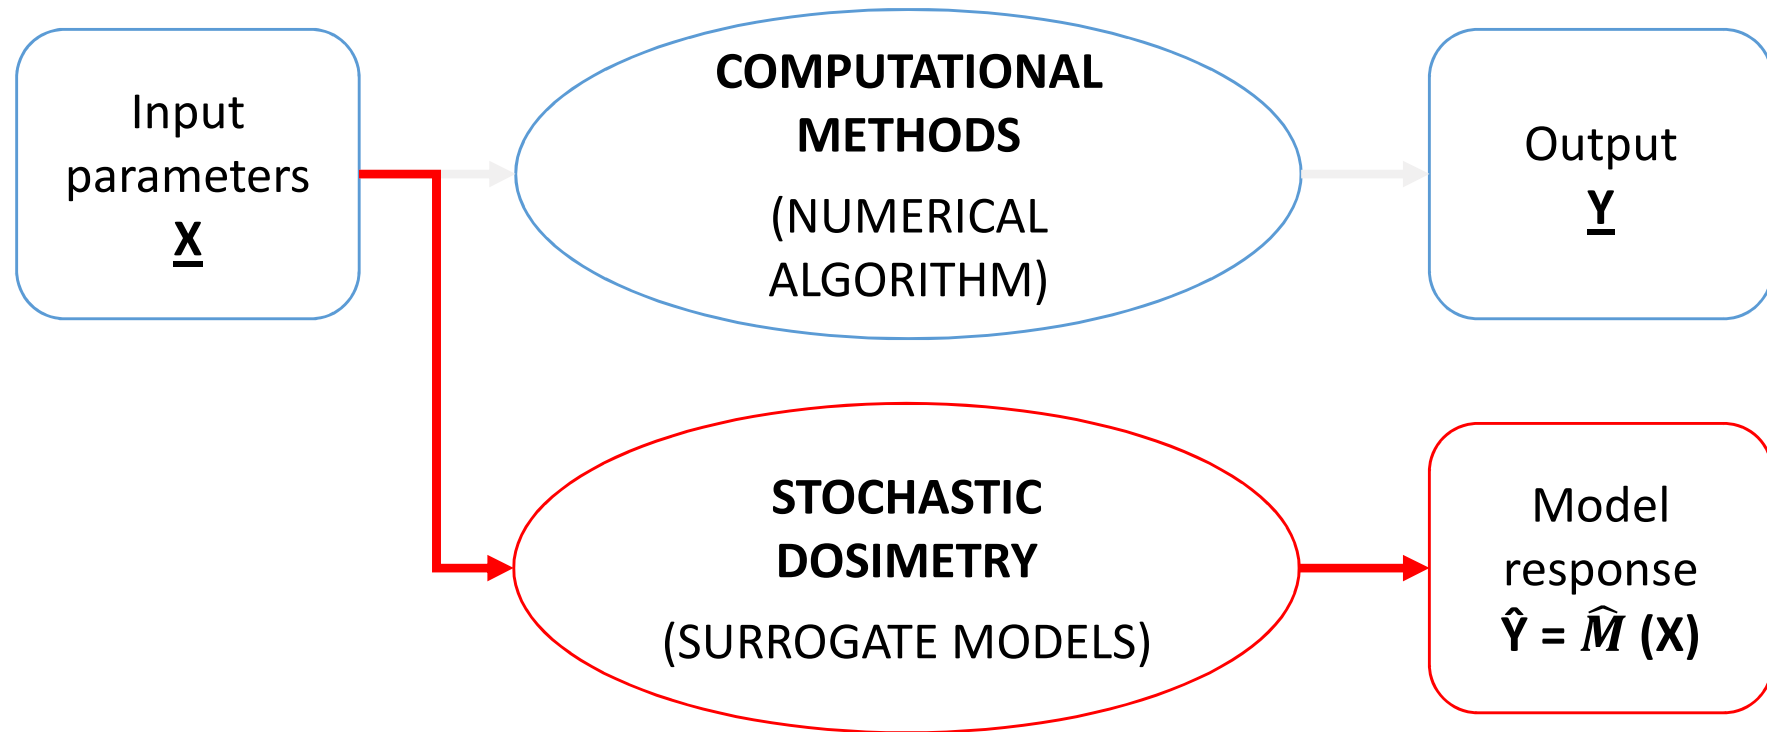 Input
parameters
X
COMPUTATIONAL
METHODS
(NUMERICAL
ALGORITHM)
Output
Y
STOCHASTIC
DOSIMETRY
(SURROGATE MODELS)
Model
response
Ŷ = M̂ (X)